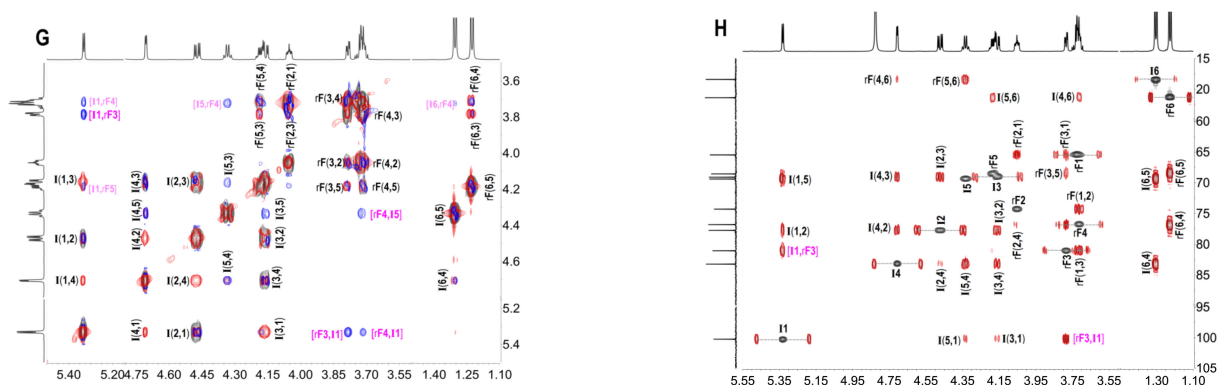 G
[I1,rF4]
[I1,rF3]
I(1,3)
[I1,rF5]
I(1,2)
I(1,4)
I(4,3)
I(4,5)
I(4,2)
I(4,1)
I(2,3)
I(2,4)
I(2,1)
[I5,rF4]
I(5,3)
I(5,4)
rF(5,4)
rF(5,3)
rF(2,1)
rF(2,3)
I(3,5)
I(3,2)
I(3,4)
I(3,1)
rF(3,4)
rF(3,2)
rF(3,5)
rF(4,3)
rF(4,2)
rF(4,5)
[rF4,I5]
[rF3,I1]
[rF4,I1]
[I6,rF4]
I(6,5)
I(6,4)
rF(6,4)
rF(6,3)
rF(6,5)
3.6
3.8
4.0
4.2
4.4
4.6
5.2
5.4
5.40 5.20 4.75 4.60 4.45 4.30 4.15 4.00 3.70 3.55 1.30 1.10
H
rF(4,6)
rF(5,6)
I6
I(5,6)
I(4,6)
rF6
rF(2,1)
rF(3,1)
I(2,3)
rF5
rF1
I(1,5)
I(4,3)
I5
I3
rF(3,5)
I(6,5)
rF(6,5)
rF2
rF(1,2)
I(3,2)
I(1,2)
I(4,2)
I2
rF4
rF(6,4)
[I1,rF3]
rF(2,4)
rF3
I4
I(2,4)
I(5,4)
I(3,4)
rF(1,3)
I(6,4)
I1
I(5,1)
I(3,1)
[rF3,I1]
15
20
60
65
70
75
80
85
95
100
105
5.55 5.35 5.15 4.95 4.75 4.55 4.35 4.15 3.95 3.75 3.55 1.30 1.10